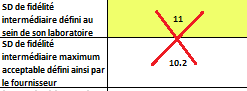 SD de fidélité
intermédiaire défini au
sein de son laboratoire
11
SD de fidélité
intermédiaire maximum
acceptable défini ainsi par
le fournisseur
10.2